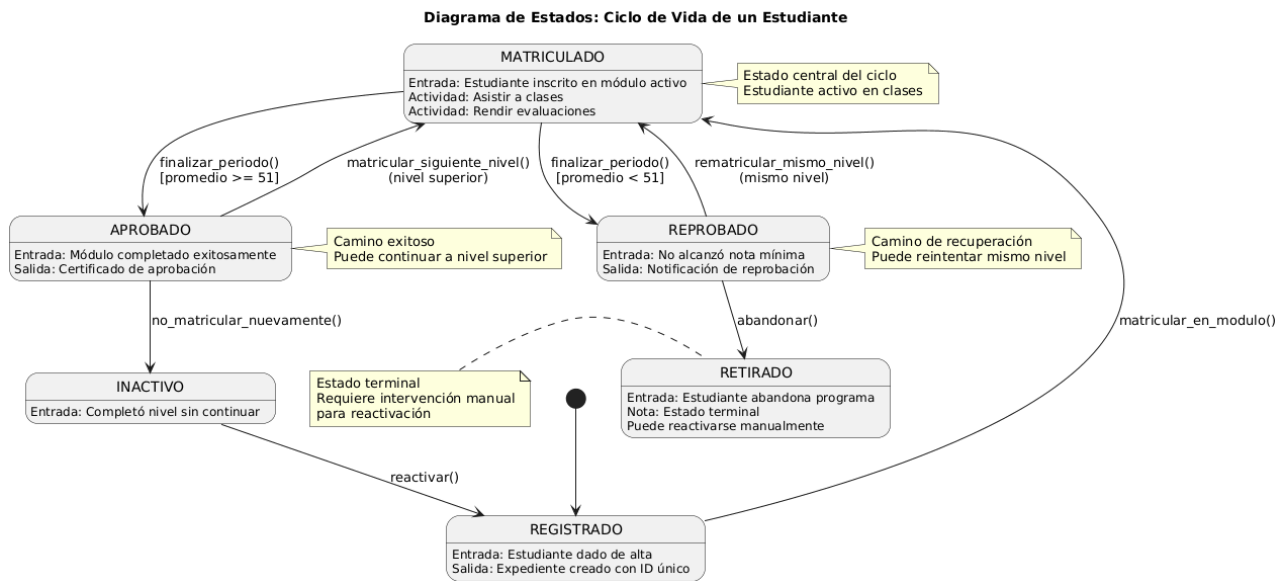 Diagrama de Estados: Ciclo de Vida de un Estudiante
MATRICULADO
Entrada: Estudiante inscrito en módulo activo
Actividad: Asistir a clases
Actividad: Rendir evaluaciones
Estado central del ciclo
Estudiante activo en clases
finalizar_periodo()
[promedio >= 51]
matricular_siguiente_nivel()
(nivel superior)
finalizar_periodo()
[promedio < 51]
rematricular_mismo_nivel()
(mismo nivel)
APROBADO
Entrada: Módulo completado exitosamente
Salida: Certificado de aprobación
Camino exitoso
Puede continuar a nivel superior
REPROBADO
Entrada: No alcanzó nota mínima
Salida: Notificación de reprobación
Camino de recuperación
Puede reintentar mismo nivel
no_matricular_nuevamente()
abandonar()
matricular_en_modulo()
INACTIVO
Entrada: Completó nivel sin continuar
Estado terminal
Requiere intervención manual
para reactivación
RETIRADO
Entrada: Estudiante abandona programa
Nota: Estado terminal
Puede reactivarse manualmente
reactivar()
REGISTRADO
Entrada: Estudiante dado de alta
Salida: Expediente creado con ID único